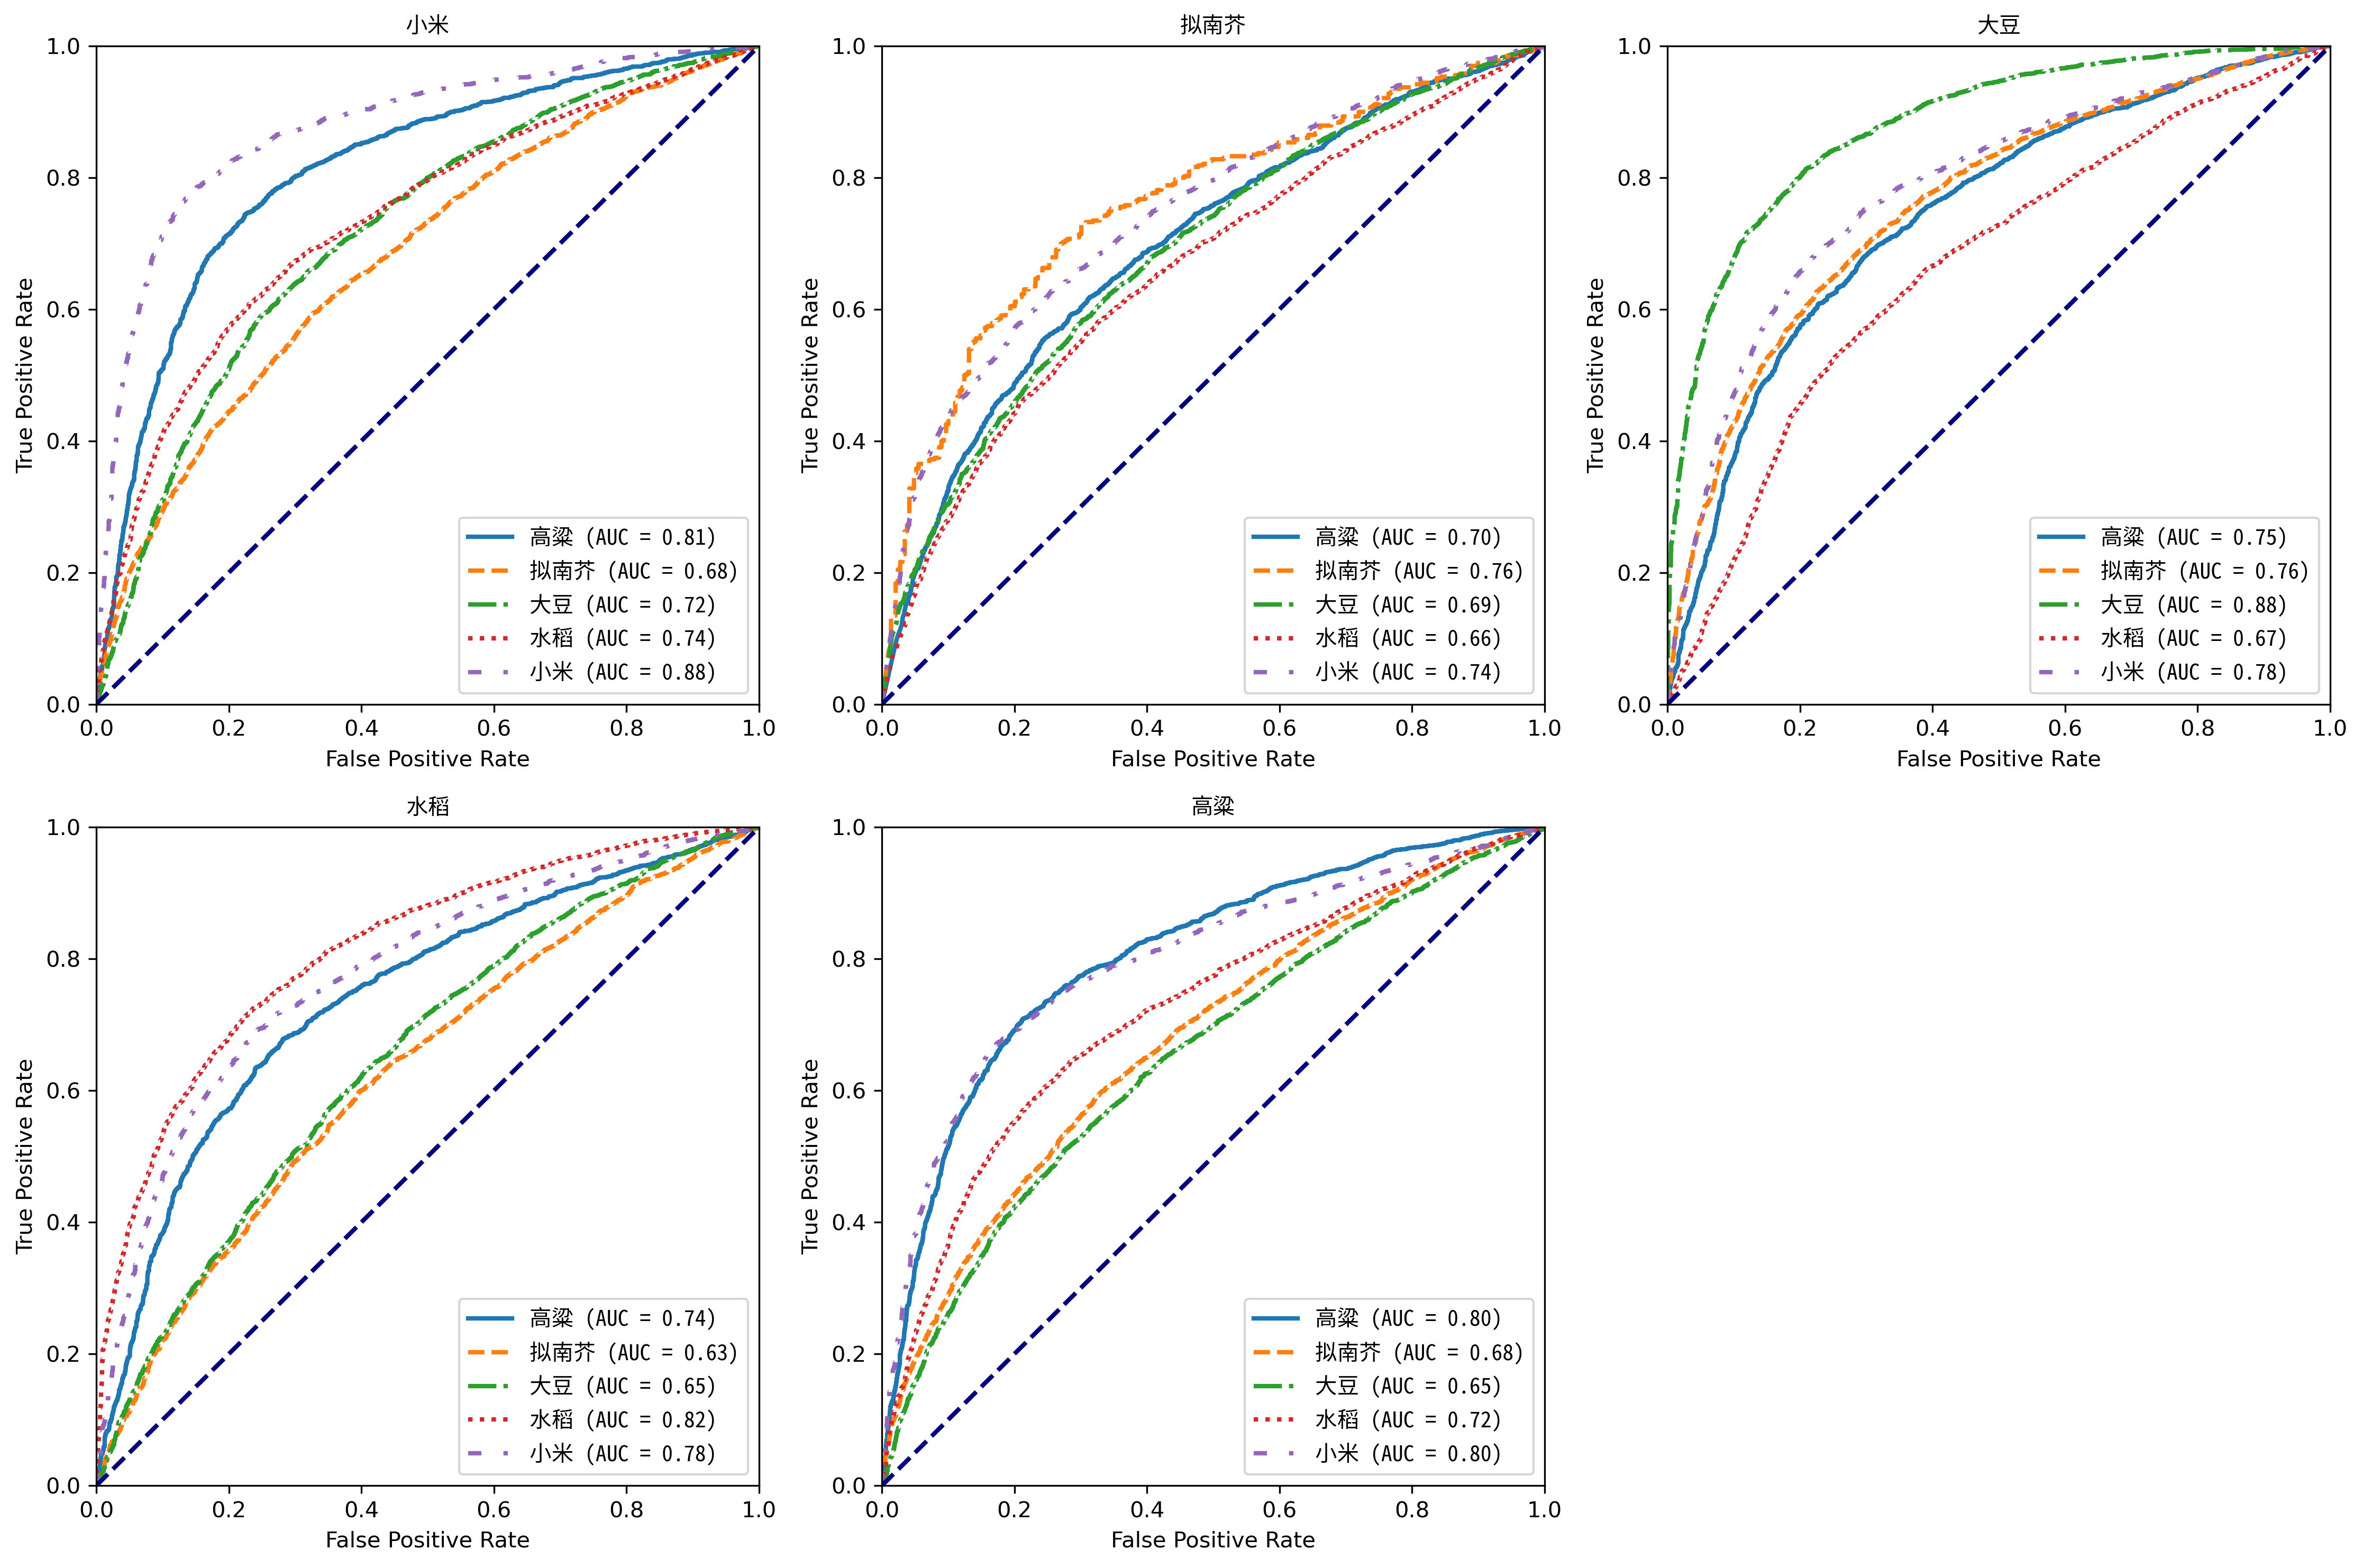 小米
1.0
0.8
0.6
0.4
0.2
0.0
True Positive Rate
高粱 (AUC = 0.81)
拟南芥 (AUC = 0.68)
大豆 (AUC = 0.72)
水稻 (AUC = 0.74)
小米 (AUC = 0.88)
0.0 0.2 0.4 0.6 0.8 1.0
False Positive Rate
拟南芥
1.0
0.8
0.6
0.4
0.2
0.0
True Positive Rate
高粱 (AUC = 0.70)
拟南芥 (AUC = 0.76)
大豆 (AUC = 0.69)
水稻 (AUC = 0.66)
小米 (AUC = 0.74)
0.0 0.2 0.4 0.6 0.8 1.0
False Positive Rate
大豆
1.0
0.8
0.6
0.4
0.2
0.0
True Positive Rate
高粱 (AUC = 0.75)
拟南芥 (AUC = 0.76)
大豆 (AUC = 0.88)
水稻 (AUC = 0.67)
小米 (AUC = 0.78)
0.0 0.2 0.4 0.6 0.8 1.0
False Positive Rate
水稻
1.0
0.8
0.6
0.4
0.2
0.0
True Positive Rate
高粱 (AUC = 0.74)
拟南芥 (AUC = 0.63)
大豆 (AUC = 0.65)
水稻 (AUC = 0.82)
小米 (AUC = 0.78)
0.0 0.2 0.4 0.6 0.8 1.0
False Positive Rate
高粱
1.0
0.8
0.6
0.4
0.2
0.0
True Positive Rate
高粱 (AUC = 0.80)
拟南芥 (AUC = 0.68)
大豆 (AUC = 0.65)
水稻 (AUC = 0.72)
小米 (AUC = 0.80)
0.0 0.2 0.4 0.6 0.8 1.0
False Positive Rate